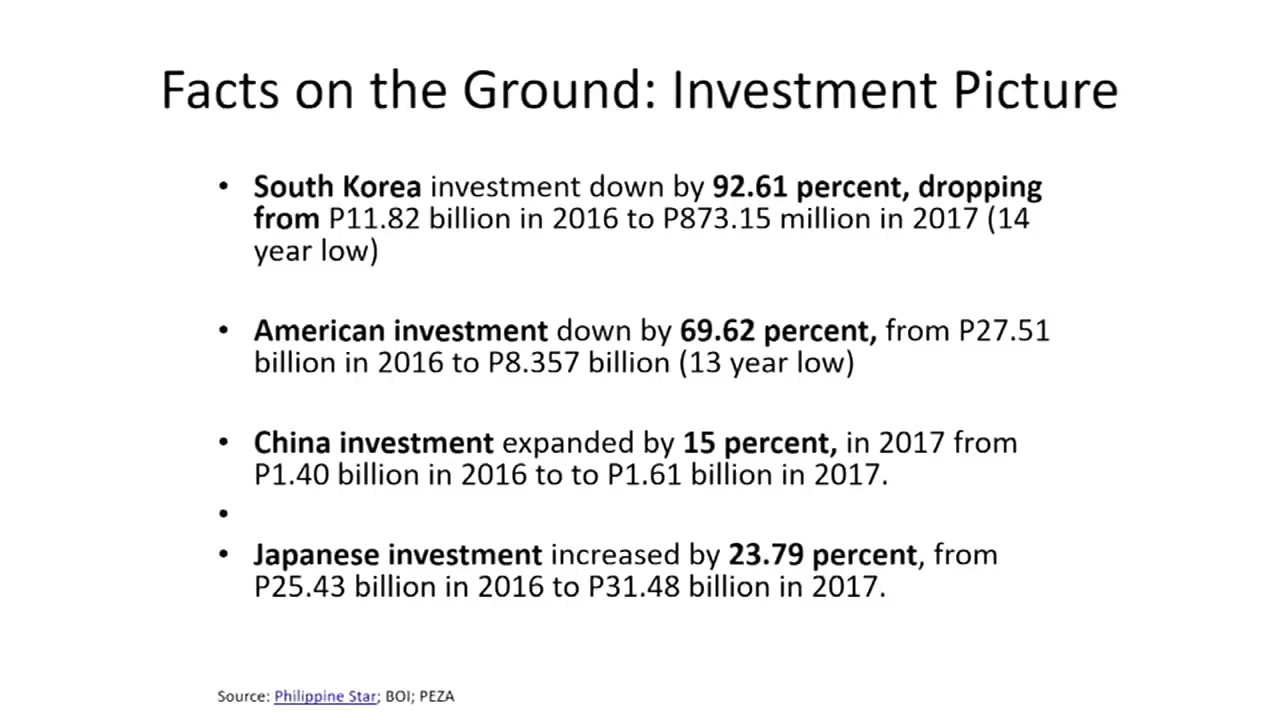 Facts on the Ground: Investment Picture
• South Korea investment down by 92.61 percent, dropping
from P11.82 billion in 2016 to P873.15 million in 2017 (14
year low)
• American investment down by 69.62 percent, from P27.51
billion in 2016 to P8.357 billion (13 year low)
• China investment expanded by 15 percent, in 2017 from
P1.40 billion in 2016 to to P1.61 billion in 2017.
•
• Japanese investment increased by 23.79 percent, from
P25.43 billion in 2016 to P31.48 billion in 2017.
Source: Philippine Star; BOI; PEZA